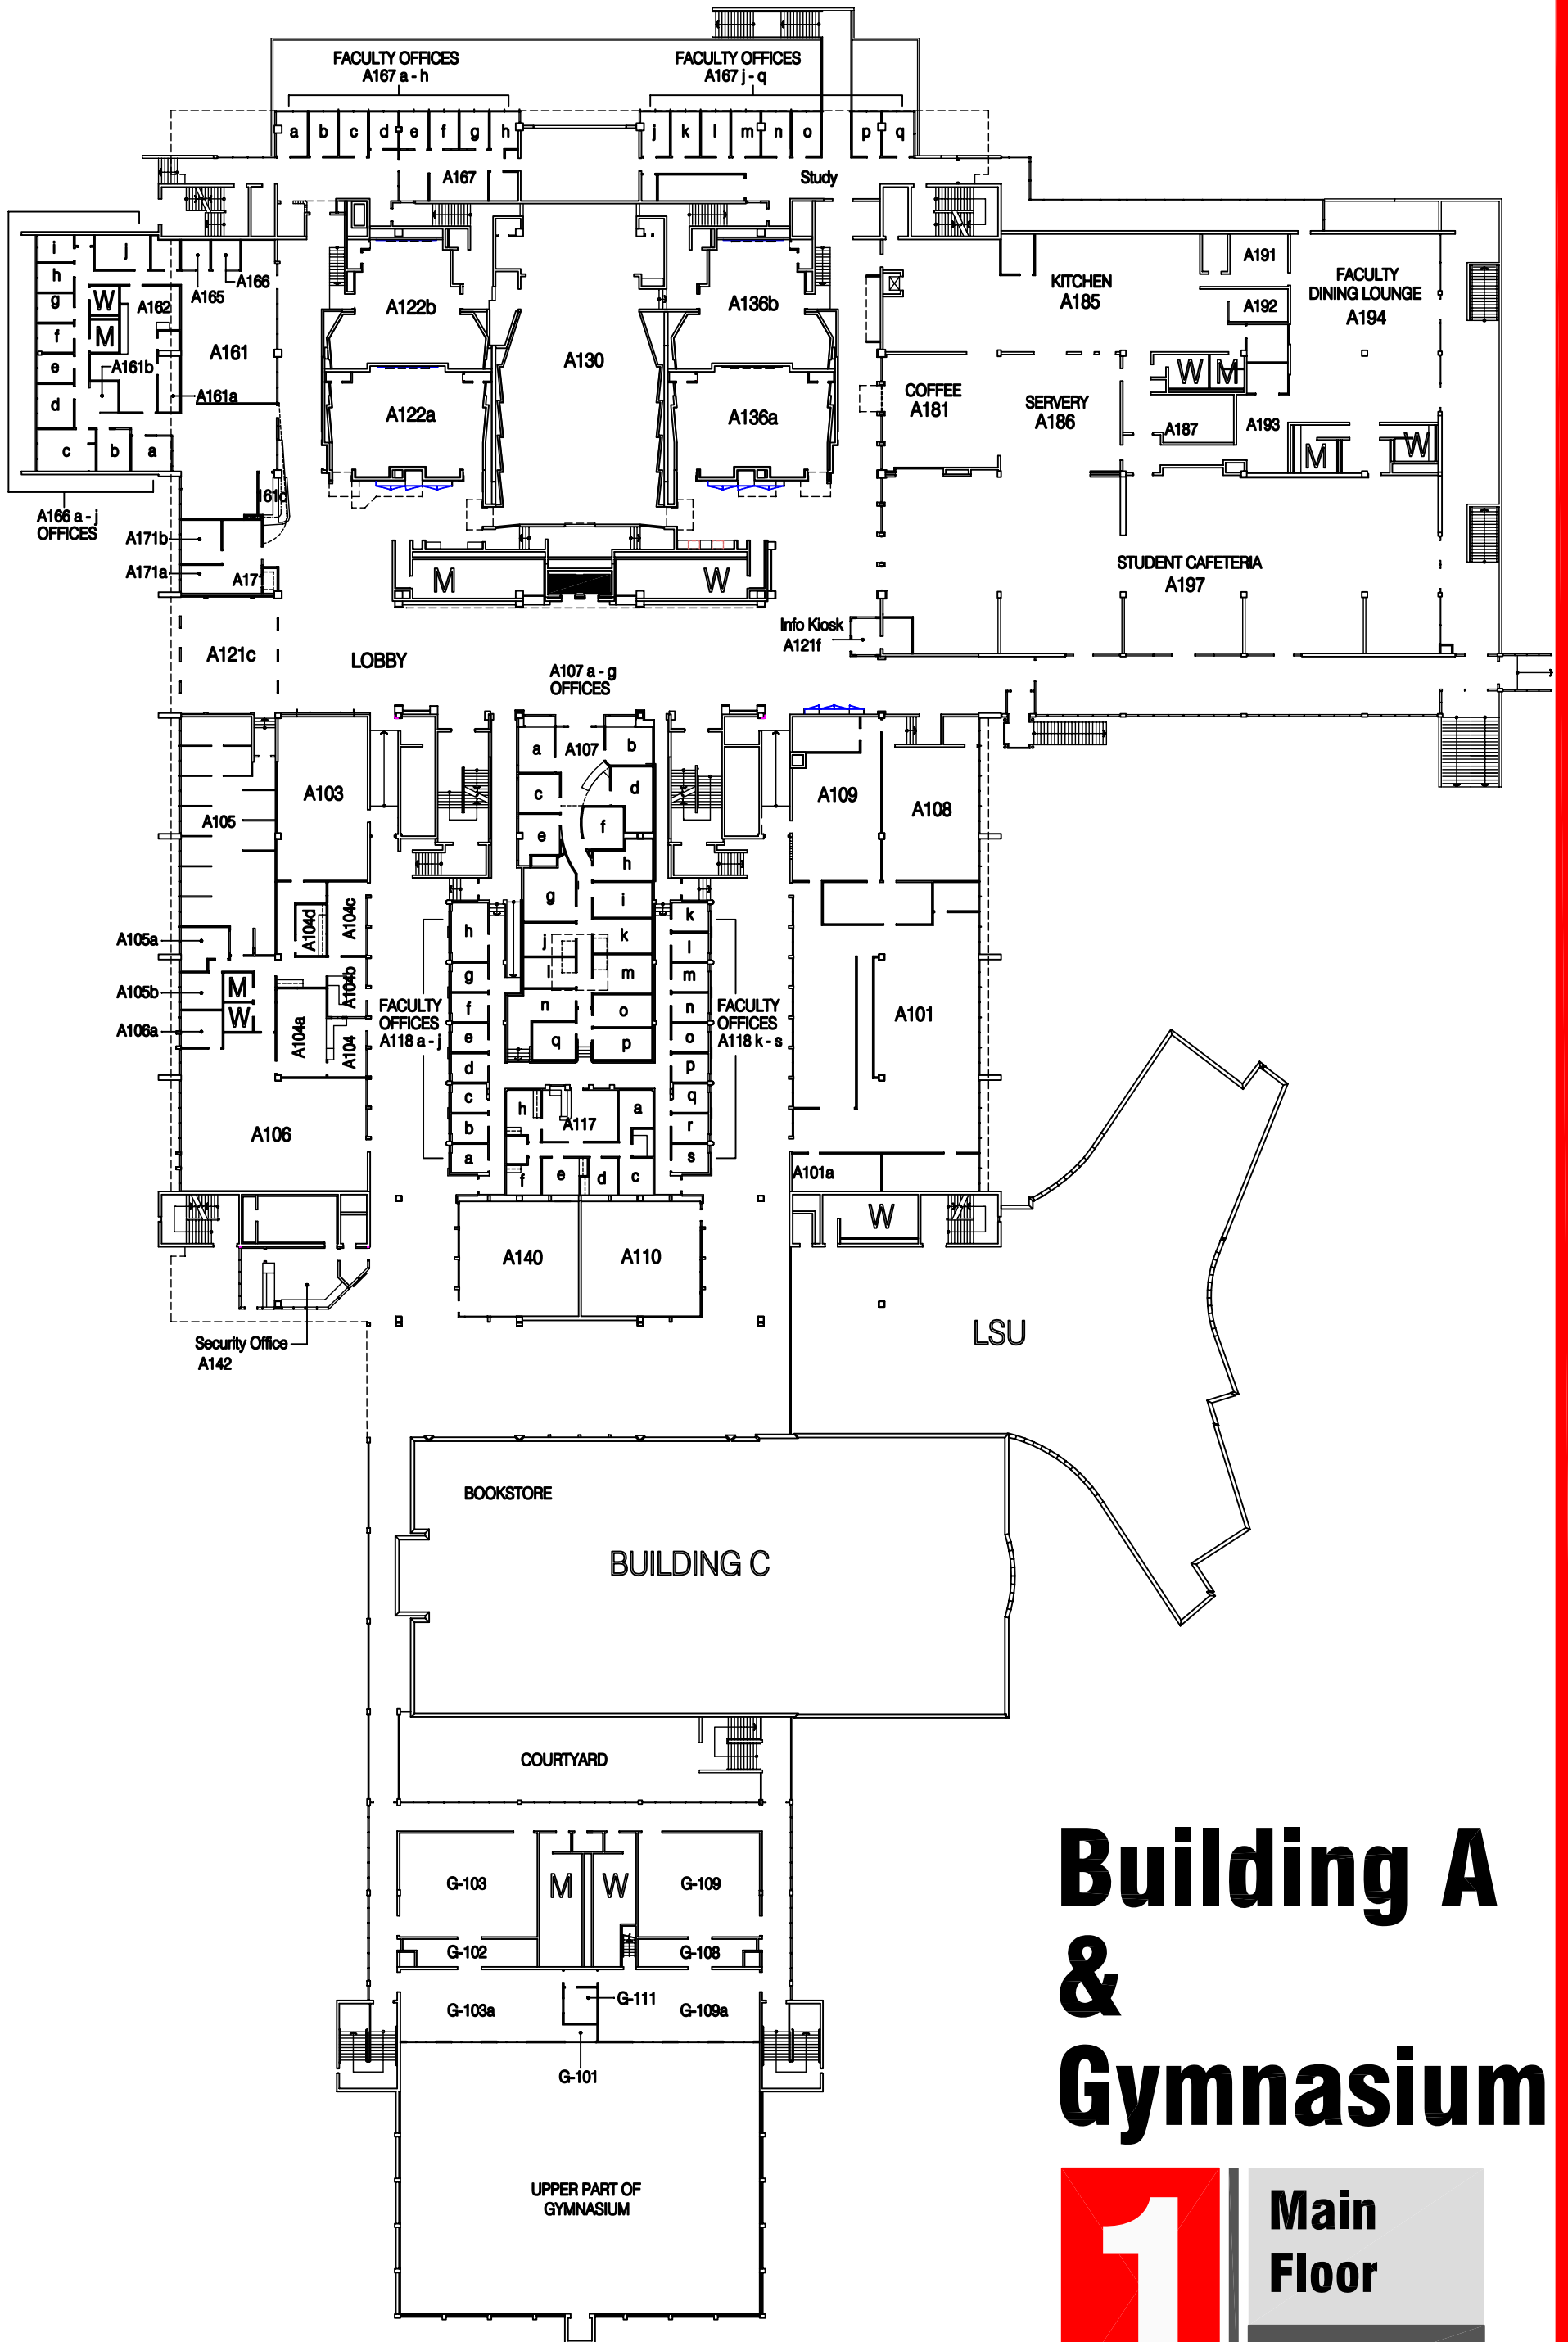 FACULTY OFFICES
A167 a - h
FACULTY OFFICES
A167 j - q
a b c d e f g h
j k l m n o p q
A167
Study
i
j
h
g
f
e
d
c
b
a
W
M
A162
A165
A166
A161
A161b
A161a
161c
A166 a - j
OFFICES
A171b
A171a
A171
A122b
A122a
A130
A136b
A136a
KITCHEN
A185
A191
A192
FACULTY
DINING LOUNGE
A194
COFFEE
A181
SERVERY
A186
W
M
A187
A193
M
W
STUDENT CAFETERIA
A197
M
W
Info Kiosk
A121f
A121c
LOBBY
A107 a - g
OFFICES
a
A107
b
c
d
e
f
g
h
i
j
k
l
m
n
o
q
p
A103
A105
A104d
A104c
A105a
A105b
A106a
M
W
A104b
A104a
A104
A106
h
g
f
e
d
c
b
a
FACULTY
OFFICES
A118 a - j
k
l
m
n
o
p
q
r
s
FACULTY
OFFICES
A118 k - s
h
A117
a
f
e
d
c
A109
A108
A101
A101a
W
A140
A110
Security Office
A142
LSU
BOOKSTORE
BUILDING C
COURTYARD
G-103
M
W
G-109
G-102
G-108
G-103a
G-111
G-109a
G-101
UPPER PART OF
GYMNASIUM
Building A
&
Gymnasium
1
Main
Floor